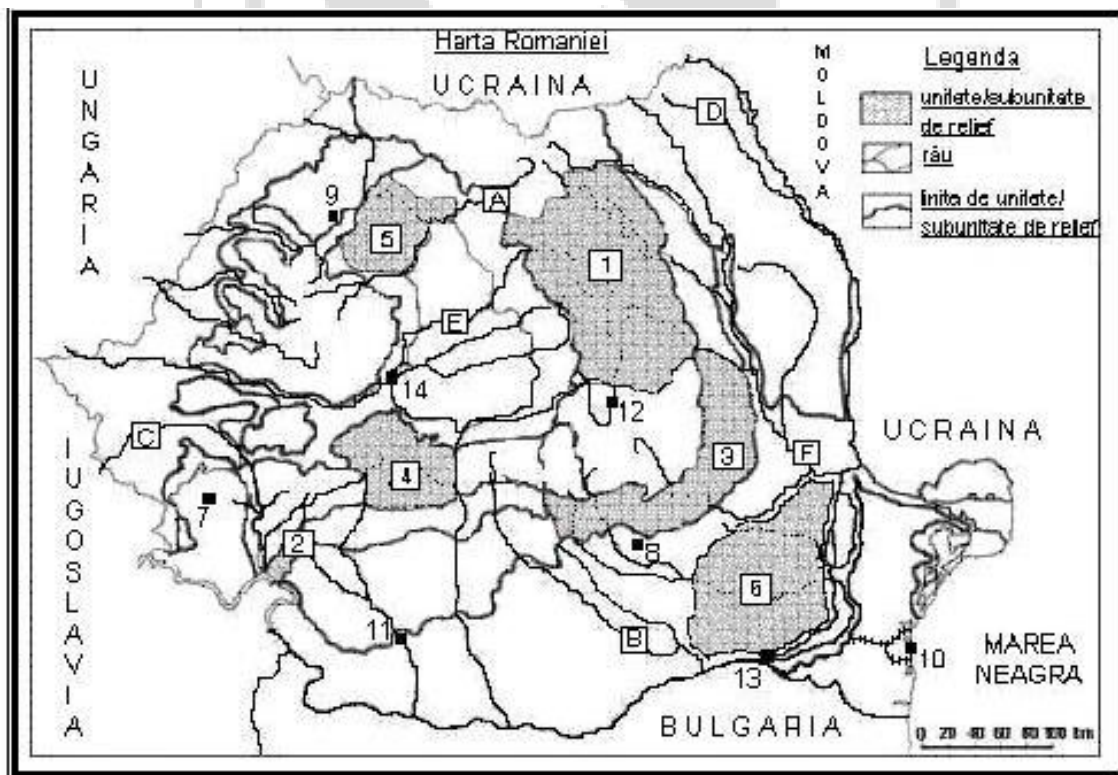 Harta Romaniei
UCRAINA
UNGARIA
MOLDOVA
Legenda
unitate/subunitate
de relief
râu
limita de unitate/
subunitate de relief
D
9
A
5
1
E
14
12
C
UCRAINA
IUGOSLAVIA
3
F
4
7
2
8
6
11
B
10
13
MAREA
NEAGRA
BULGARIA
0 20 40 60 80 100 km